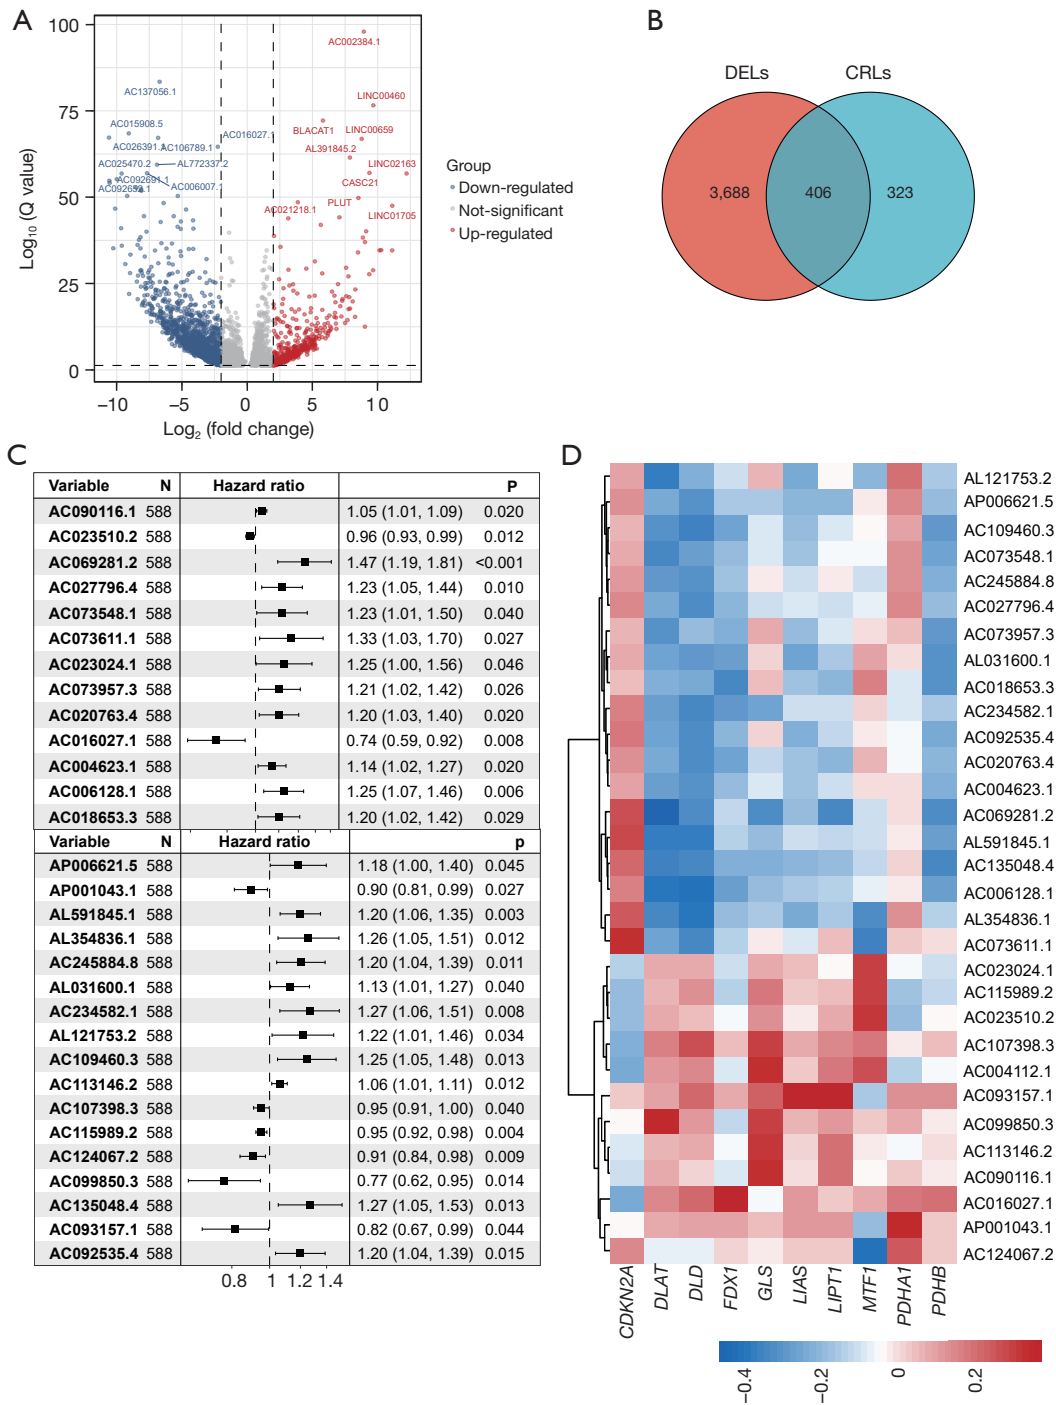 A
100
75
50
25
0
Log10 (Q value)
AC002384.1
AC137056.1
LINC00460
AC015908.5
BLACAT1
LINC00659
AC016027.1
AC026391.1
AC106789.1
AL391845.2
AC025470.2
AL772337.2
LINC02163
AC092691.1
AC006007.1
CASC21
PLUT
AC021218.1
LINC01705
−10 −5 0 5 10
Log2 (fold change)
Group
Down-regulated
Not-significant
Up-regulated
B
DELs CRLs
3,688 406 323
C
Variable N Hazard ratio P
AC090116.1 588 1.05 (1.01, 1.09) 0.020
AC023510.2 588 0.96 (0.93, 0.99) 0.012
AC069281.2 588 1.47 (1.19, 1.81) <0.001
AC027796.4 588 1.23 (1.05, 1.44) 0.010
AC073548.1 588 1.23 (1.01, 1.50) 0.040
AC073611.1 588 1.33 (1.03, 1.70) 0.027
AC023024.1 588 1.25 (1.00, 1.56) 0.046
AC073957.3 588 1.21 (1.02, 1.42) 0.026
AC020763.4 588 1.20 (1.03, 1.40) 0.020
AC016027.1 588 0.74 (0.59, 0.92) 0.008
AC004623.1 588 1.14 (1.02, 1.27) 0.020
AC006128.1 588 1.25 (1.07, 1.46) 0.006
AC018653.3 588 1.20 (1.02, 1.42) 0.029
Variable N Hazard ratio p
AP006621.5 588 1.18 (1.00, 1.40) 0.045
AP001043.1 588 0.90 (0.81, 0.99) 0.027
AL591845.1 588 1.20 (1.06, 1.35) 0.003
AL354836.1 588 1.26 (1.05, 1.51) 0.012
AC245884.8 588 1.20 (1.04, 1.39) 0.011
AL031600.1 588 1.13 (1.01, 1.27) 0.040
AC234582.1 588 1.27 (1.06, 1.51) 0.008
AL121753.2 588 1.22 (1.01, 1.46) 0.034
AC109460.3 588 1.25 (1.05, 1.48) 0.013
AC113146.2 588 1.06 (1.01, 1.11) 0.012
AC107398.3 588 0.95 (0.91, 1.00) 0.040
AC115989.2 588 0.95 (0.92, 0.98) 0.004
AC124067.2 588 0.91 (0.84, 0.98) 0.009
AC099850.3 588 0.77 (0.62, 0.95) 0.014
AC135048.4 588 1.27 (1.05, 1.53) 0.013
AC093157.1 588 0.82 (0.67, 0.99) 0.044
AC092535.4 588 1.20 (1.04, 1.39) 0.015
0.8 1 1.2 1.4
D
AL121753.2
AP006621.5
AC109460.3
AC073548.1
AC245884.8
AC027796.4
AC073957.3
AL031600.1
AC018653.3
AC234582.1
AC092535.4
AC020763.4
AC004623.1
AC069281.2
AL591845.1
AC135048.4
AC006128.1
AL354836.1
AC073611.1
AC023024.1
AC115989.2
AC023510.2
AC107398.3
AC004112.1
AC093157.1
AC099850.3
AC113146.2
AC090116.1
AC016027.1
AP001043.1
AC124067.2
CDKN2A DLAT DLD FDX1 GLS LIAS LIPT1 MTF1 PDHA1 PDHB
−0.4 −0.2 0 0.2